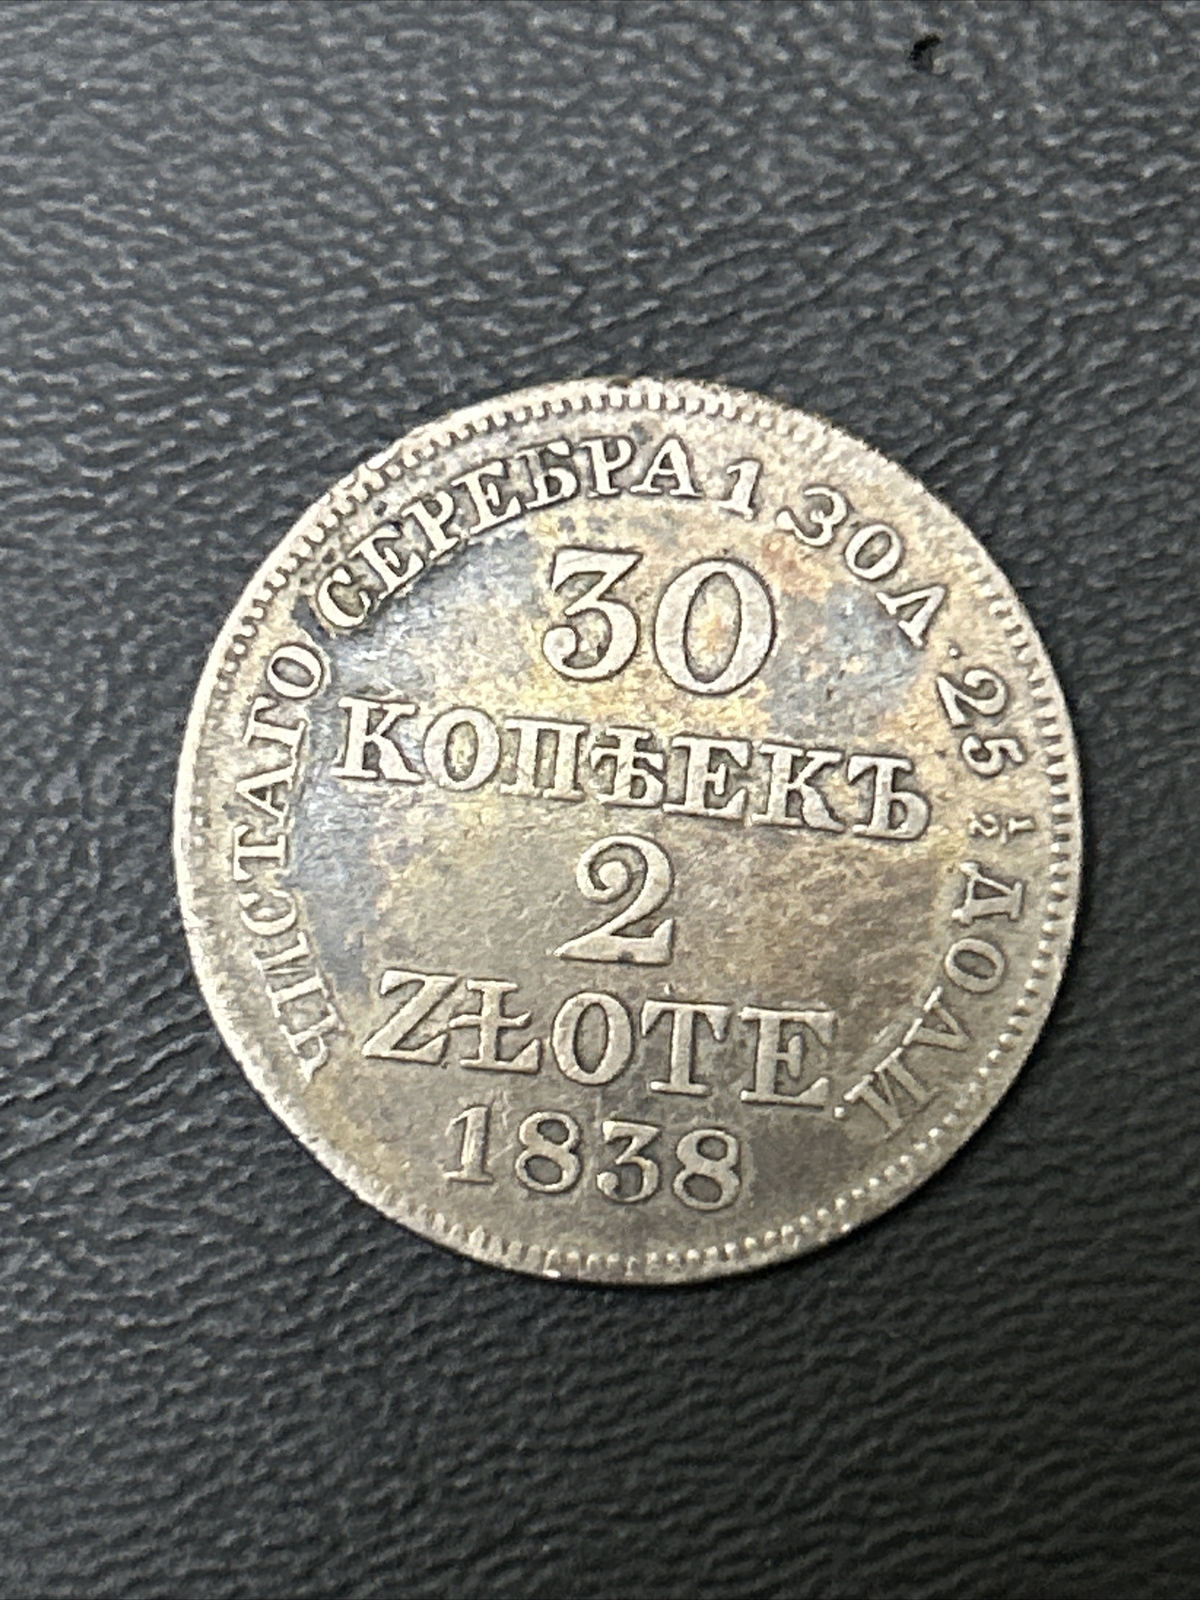 ЧИСТАГО СЕРЕБРА 1 ЗОЛ. 25 ½ ДОЛИ.
30
КОПѢЕКЪ
2
ZŁOTE
1838